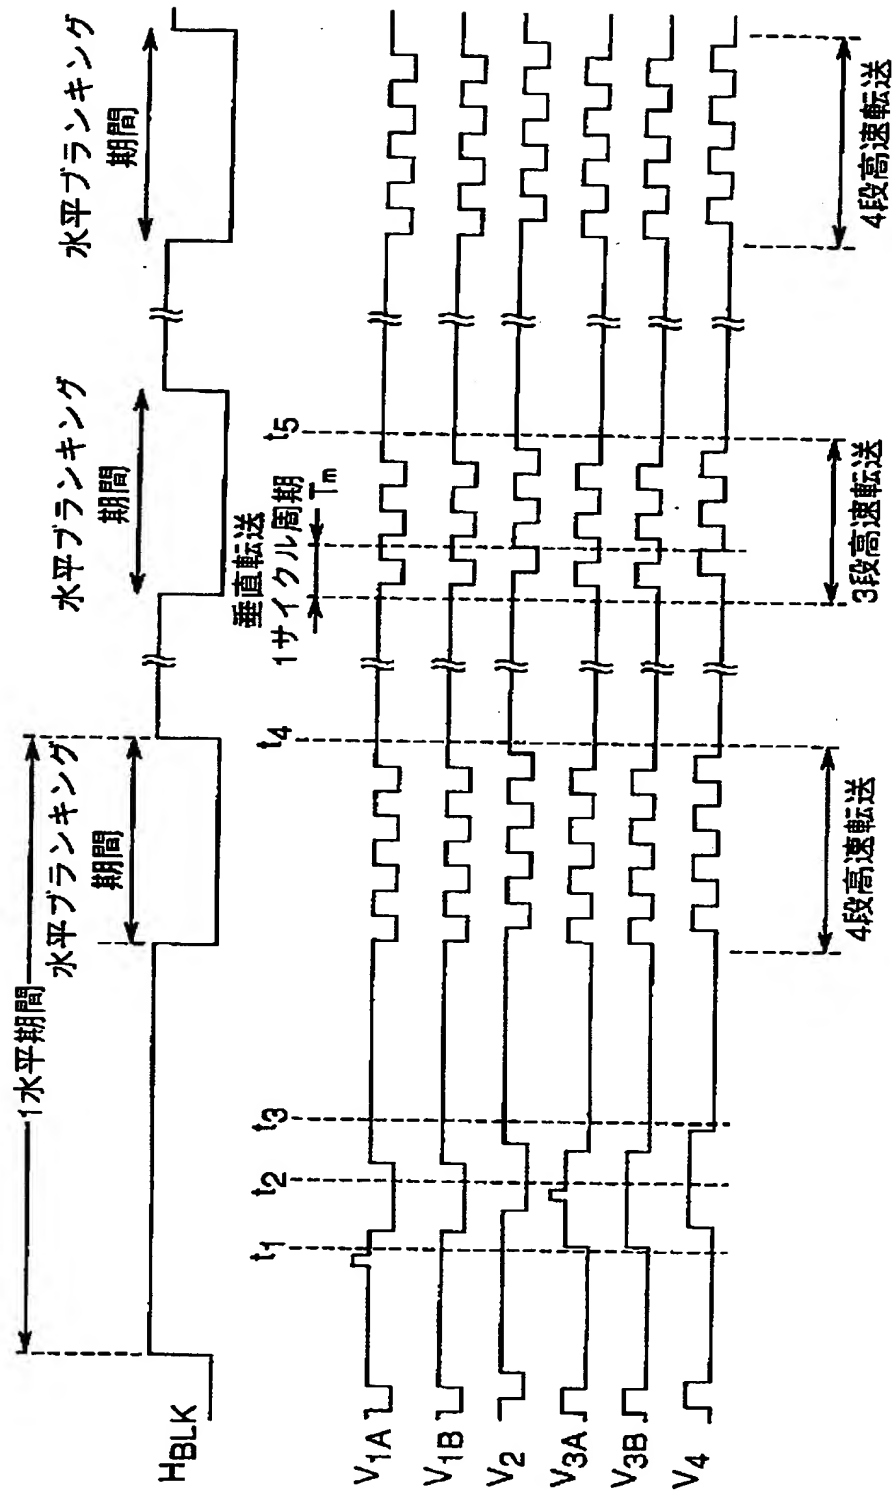 1水平期間
水平ブランキング
期間
水平ブランキング
期間
水平ブランキング
期間
HBLK
垂直転送
1サイクル周期
Tm
t1
t2
t3
t4
t5
V1A
V1B
V2
V3A
V3B
V4
4段高速転送
3段高速転送
4段高速転送